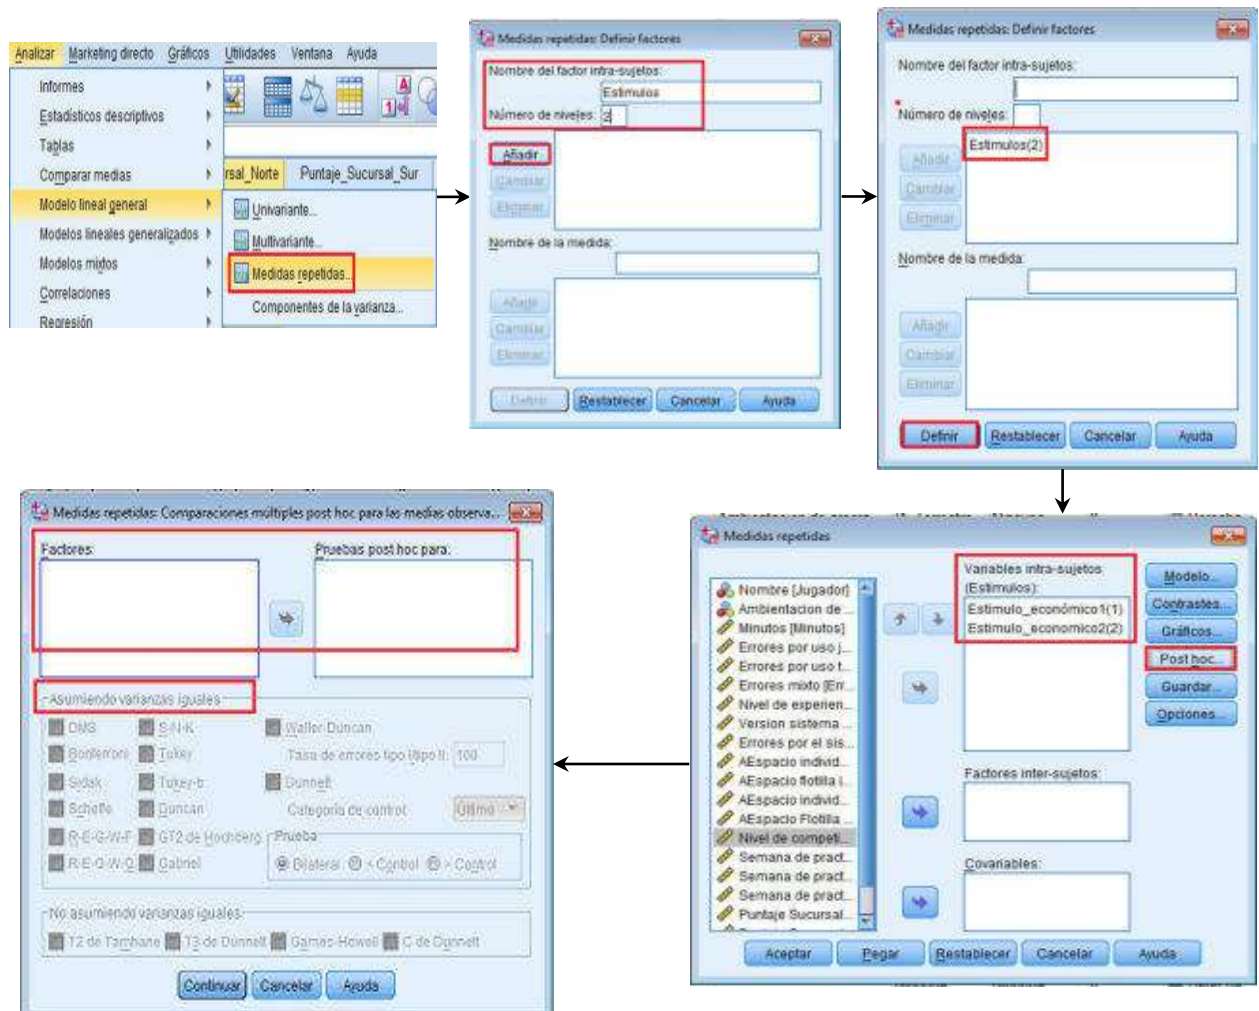 Analizar Marketing directo Gráficos Utilidades Ventana Ayuda
Informes
Estadísticos descriptivos
Tablas
Comparar medias
Modelo lineal general
Modelos lineales generalizados
Modelos mixtos
Correlaciones
Regresión
rsal_Norte Puntaje_Sucursal_Sur
Univariante...
Multivariante...
Medidas repetidas...
Componentes de la varianza...
Medidas repetidas: Definir factores
Nombre del factor intra-sujetos:
Estimulos
Número de niveles: 2
Añadir
Cambiar
Eliminar
Nombre de la medida:
Añadir
Cambiar
Eliminar
Definir Restablecer Cancelar Ayuda
Medidas repetidas: Definir factores
Nombre del factor intra-sujetos:
Número de niveles:
Añadir
Estimulos(2)
Cambiar
Eliminar
Nombre de la medida:
Añadir
Cambiar
Eliminar
Definir Restablecer Cancelar Ayuda
Medidas repetidas
Nombre [Jugador]
Ambientacion de ...
Minutos [Minutos]
Errores por uso j...
Errores por uso t...
Errores mixto [Err...
Nivel de experien...
Version sistema ...
Errores por el sis...
AEspacio individ...
AEspacio flotilla i...
AEspacio individ...
AEspacio Flotilla ...
Nivel de competi...
Semana de pract...
Semana de pract...
Semana de pract...
Puntaje Sucursal...
Variables intra-sujetos
(Estimulos):
Estimulo_económico1(1)
Estimulo_economico2(2)
Factores inter-sujetos:
Covariables:
Modelo...
Contrastes...
Gráficos...
Post hoc...
Guardar...
Opciones...
Aceptar Pegar Restablecer Cancelar Ayuda
Medidas repetidas: Comparaciones múltiples post hoc para las medias observa...
Factores: Pruebas post hoc para:
Asumiendo varianzas iguales
DMS S-N-K Waller-Duncan
Bonferroni Tukey Tasa de errores tipo I/tipo II: 100
Sidak Tukey-b Dunnett
Scheffe Duncan Categoría de control: Último
R-E-G-W-F GT2 de Hochberg Prueba
R-E-G-W-Q Gabriel Bilateral < Control > Control
No asumiendo varianzas iguales
T2 de Tamhane T3 de Dunnett Games-Howell C de Dunnett
Continuar Cancelar Ayuda